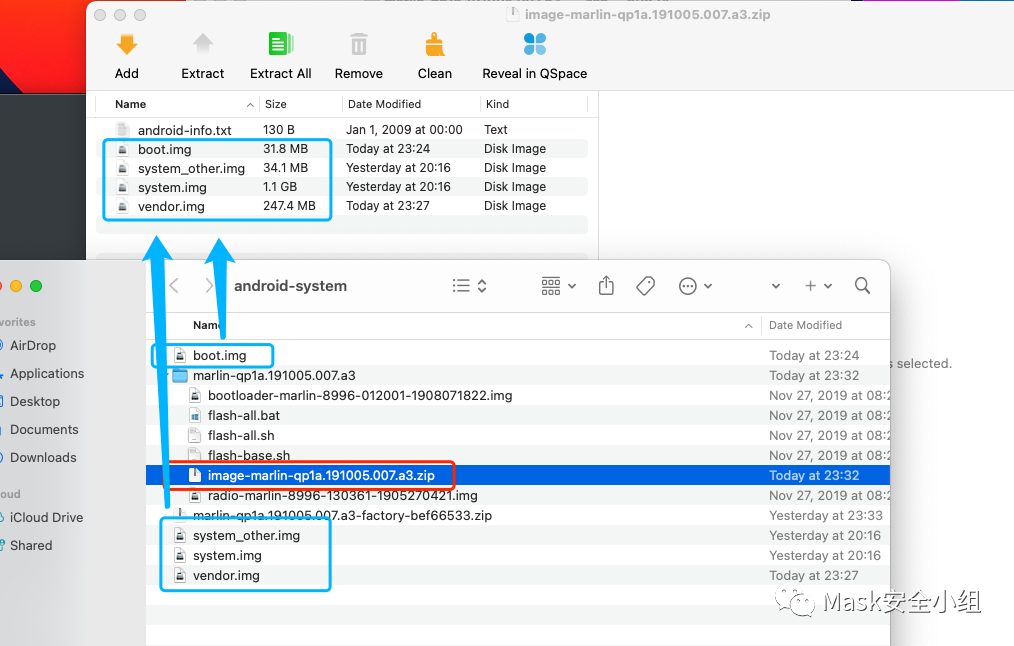 image-marlin-qp1a.191005.007.a3.zip
Add Extract Extract All Remove Clean Reveal in QSpace
Name Size Date Modified Kind
android-info.txt 130 B Jan 1, 2009 at 00:00 Text
boot.img 31.8 MB Today at 23:24 Disk Image
system_other.img 34.1 MB Yesterday at 20:16 Disk Image
system.img 1.1 GB Yesterday at 20:16 Disk Image
vendor.img 247.4 MB Today at 23:27 Disk Image
android-system
vorites
AirDrop
Applications
Desktop
Documents
Downloads
oud
iCloud Drive
Shared
Name Date Modified
boot.img Today at 23:24
marlin-qp1a.191005.007.a3 Today at 23:32
bootloader-marlin-8996-012001-1908071822.img Nov 27, 2019 at 08:2
flash-all.bat Nov 27, 2019 at 08:2
flash-all.sh Nov 27, 2019 at 08:2
flash-base.sh Nov 27, 2019 at 08:2
image-marlin-qp1a.191005.007.a3.zip Today at 23:32
radio-marlin-8996-130361-1905270421.img Nov 27, 2019 at 08:2
marlin-qp1a.191005.007.a3-factory-bef66533.zip Yesterday at 23:33
system_other.img Yesterday at 20:16
system.img Yesterday at 20:16
vendor.img Today at 23:27
s selected.
Mask安全小组